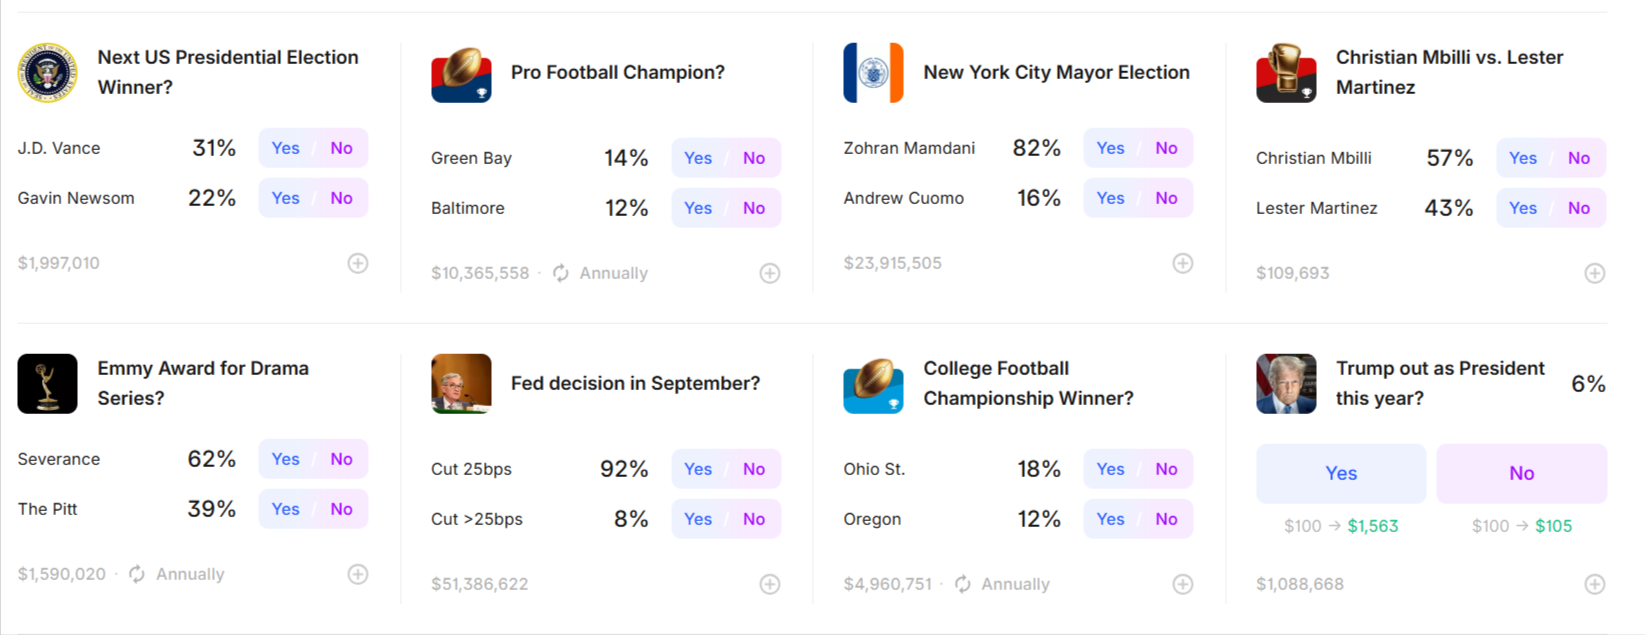 Next US Presidential Election
Winner?
J.D. Vance 31% Yes / No
Gavin Newsom 22% Yes / No
$1,997,010
Pro Football Champion?
Green Bay 14% Yes / No
Baltimore 12% Yes / No
$10,365,558 · Annually
New York City Mayor Election
Zohran Mamdani 82% Yes / No
Andrew Cuomo 16% Yes / No
$23,915,505
Christian Mbilli vs. Lester
Martinez
Christian Mbilli 57% Yes / No
Lester Martinez 43% Yes / No
$109,693
Emmy Award for Drama
Series?
Severance 62% Yes / No
The Pitt 39% Yes / No
$1,590,020 · Annually
Fed decision in September?
Cut 25bps 92% Yes / No
Cut >25bps 8% Yes / No
$51,386,622
College Football
Championship Winner?
Ohio St. 18% Yes / No
Oregon 12% Yes / No
$4,960,751 · Annually
Trump out as President
this year?
6%
Yes No
$100 → $1,563 $100 → $105
$1,088,668